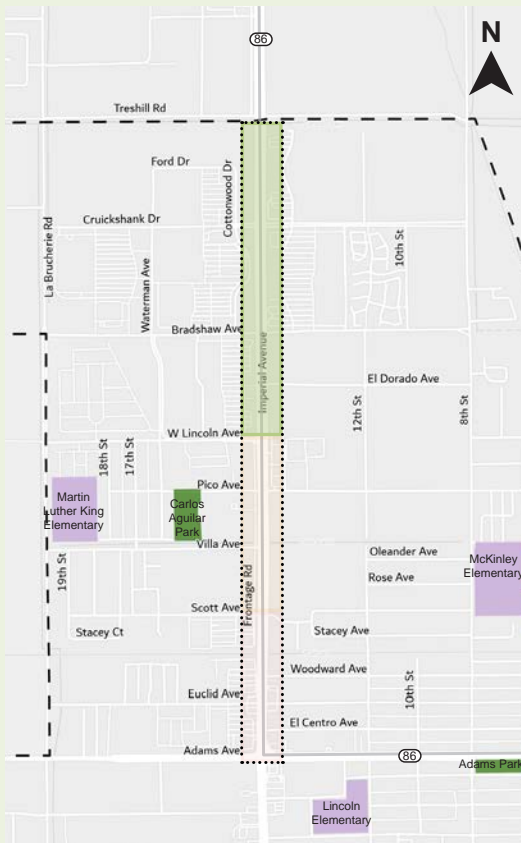 86
N
Treshill Rd
Ford Dr
Cottonwood Dr
Cruickshank Dr
La Brucherie Rd
Waterman Ave
10th St
Bradshaw Ave
Imperial Avenue
El Dorado Ave
12th St
8th St
W Lincoln Ave
18th St
17th St
Pico Ave
Martin
Luther King
Elementary
Carlos
Aguilar
Park
Villa Ave
Oleander Ave
McKinley
Elementary
19th St
Rose Ave
Frontage Rd
Scott Ave
Stacey Ct
Stacey Ave
Woodward Ave
10th St
Euclid Ave
El Centro Ave
Adams Ave
86
Adams Park
Lincoln
Elementary